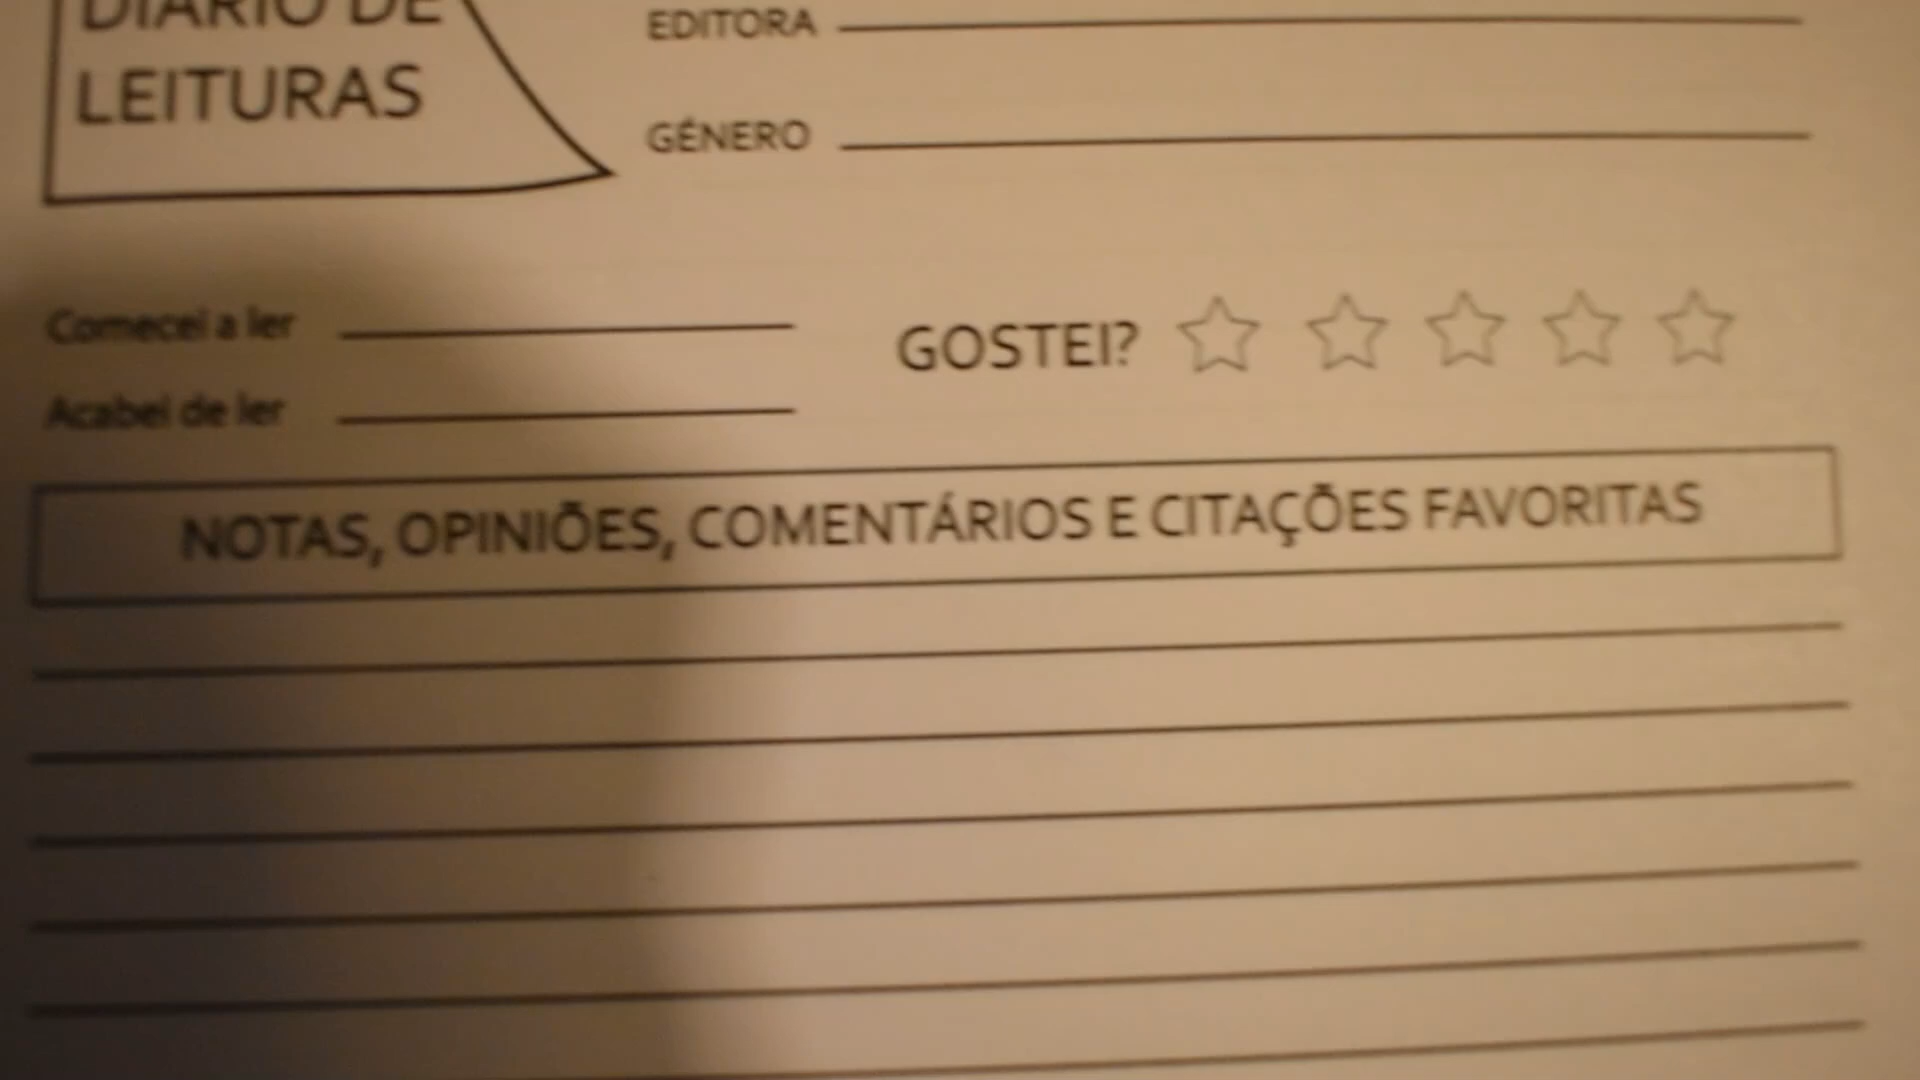 DIÁRIO DE
LEITURAS
EDITORA
GÉNERO
Comecei a ler
Acabei de ler
GOSTEI?
NOTAS, OPINIÕES, COMENTÁRIOS E CITAÇÕES FAVORITAS